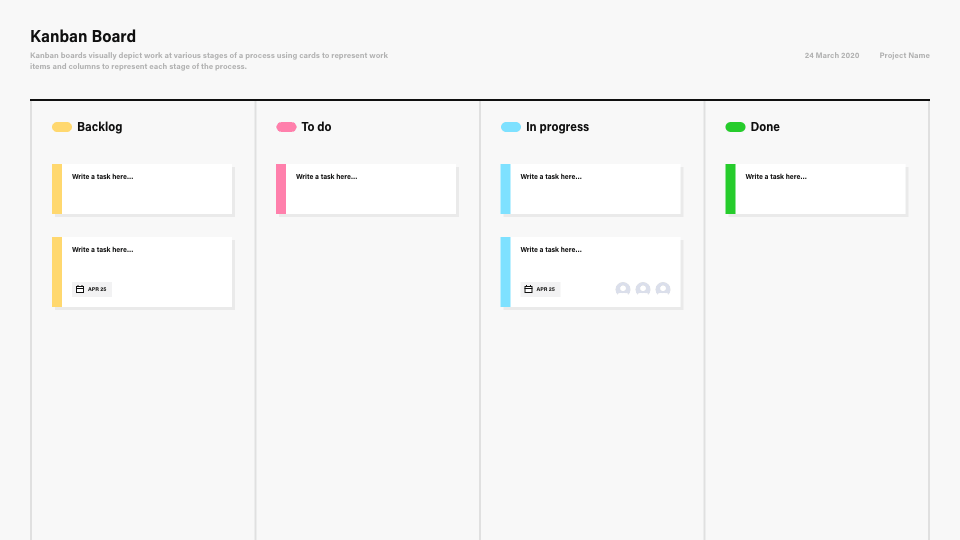 Kanban Board
Kanban boards visually depict work at various stages of a process using cards to represent work
items and columns to represent each stage of the process.
24 March 2020
Project Name
Backlog
Write a task here...
Write a task here...
APR 25
To do
Write a task here...
In progress
Write a task here...
Write a task here...
APR 25
Done
Write a task here...